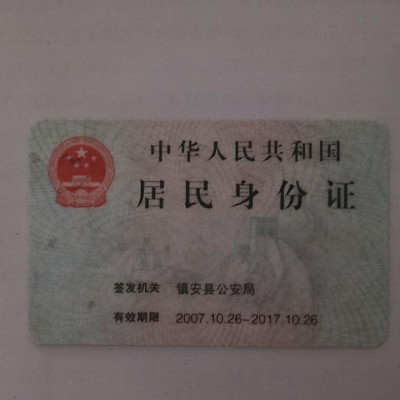 中华人民共和国
居民身份证
签发机关 镇安县公安局
有效期限 2007.10.26-2017.10.26